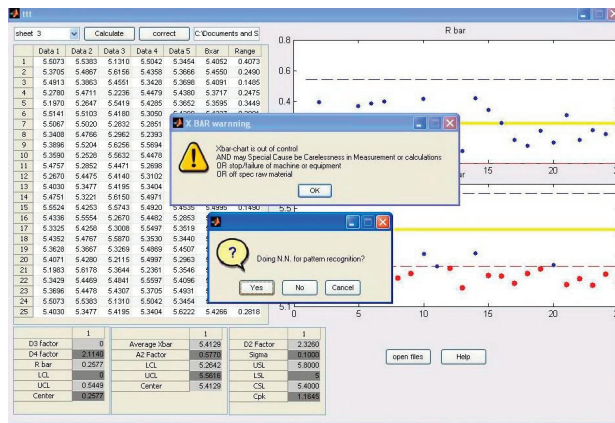 ttt
sheet 3 Calculate correct C:\Documents and S
R bar
Data 1 Data 2 Data 3 Data 4 Data 5 Bxar Range
1 5.5073 5.5383 5.1310 5.5042 5.3454 5.4052 0.4073
2 5.3705 5.4867 5.6156 5.4358 5.3666 5.4550 0.2490
3 5.4913 5.3863 5.4551 5.3428 5.3698 5.4091 0.1485
4 5.2780 5.4711 5.2236 5.4479 5.4380 5.3717 0.2475
5 5.1970 5.2647 5.5419 5.4285 5.3652 5.3595 0.3449
6 5.5141 5.5103 5.4180 5.3050
7 5.5067 5.5020 5.2832 5.2851
8 5.3408 5.4766 5.2962 5.2393
9 5.3896 5.5204 5.6256 5.5694
10 5.3590 5.2528 5.5632 5.4478
11 5.4757 5.2852 5.4471 5.2698
12 5.2670 5.4475 5.4140 5.3102
13 5.4030 5.3477 5.4195 5.3404
14 5.4751 5.3221 5.6150 5.4971
15 5.5524 5.4253 5.5743 5.4920 5.4535 5.4995 0.1490
16 5.4336 5.5554 5.2670 5.4482 5.2853
17 5.3325 5.4258 5.3008 5.5497 5.3519
18 5.4352 5.4767 5.5870 5.3530 5.3440
19 5.3628 5.3667 5.3269 5.4869 5.4507
20 5.4071 5.4280 5.2115 5.4997 5.2963
21 5.1983 5.6178 5.3644 5.2361 5.3546
22 5.3429 5.4469 5.4841 5.5597 5.4096
23 5.3696 5.4478 5.4307 5.3705 5.4931
24 5.5073 5.5383 5.1310 5.5042 5.3454
25 5.4030 5.3477 5.4195 5.3404 5.6222 5.4266 0.2818
0.8
0.6
0.4
15 20 25
X BAR warnning
Xbar-chart is out of control
AND may Special Cause be Carelessness in Measurement or calculations
OR stop/failure of machine or equipment
OR off spec raw material
OK
5.5
Doing N.N. for pattern recognition?
Yes No Cancel
5.1
0 5 10 15 20 25
1
D3 factor 0
D4 factor 2.1140
R bar 0.2577
LCL 0
UCL 0.5449
Center 0.2577
1
Average Xbar 5.4129
A2 Factor 0.5770
LCL 5.2642
UCL 5.5616
Center 5.4129
1
D2 Factor 2.3260
Sigma 0.1000
USL 5.8000
LSL 5
CSL 5.4000
Cpk 1.1645
open files Help